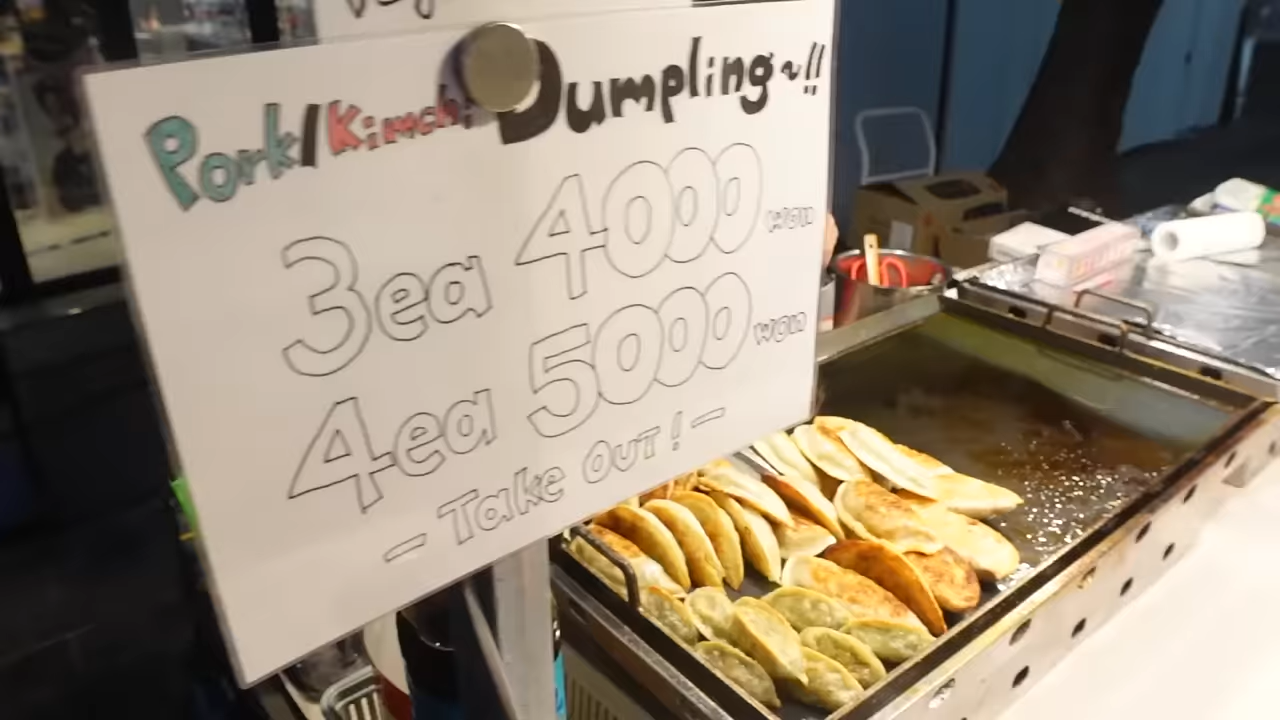 Pork/Kimchi Dumpling~!!
3ea 4000 won
4ea 5000 won
- Take OUT! -